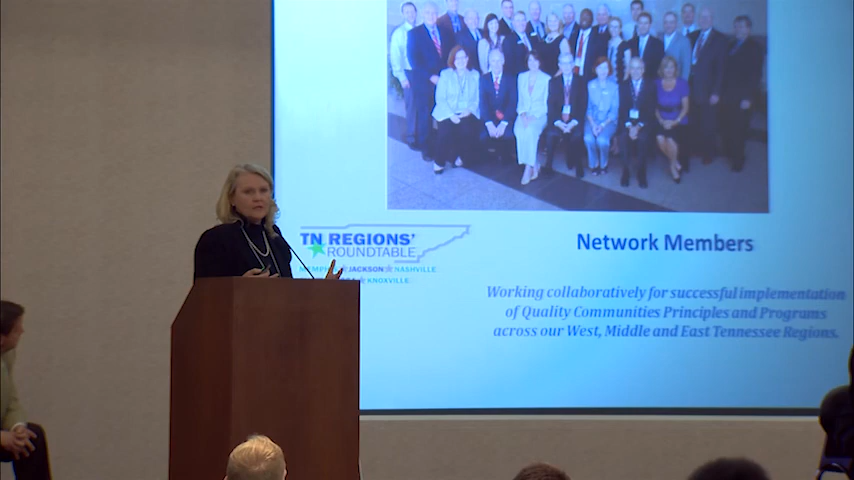 TN REGIONS'
ROUNDTABLE
JACKSON NASHVILLE
KNOXVILLE
Network Members
Working collaboratively for successful implementation
of Quality Communities Principles and Programs
across our West, Middle and East Tennessee Regions.